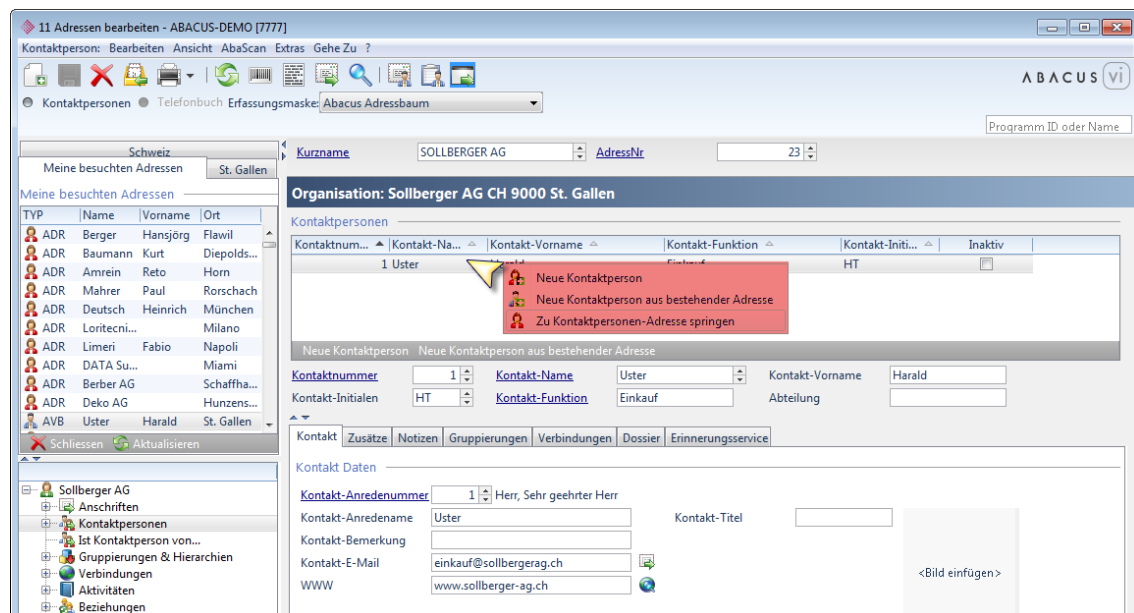 11 Adressen bearbeiten - ABACUS-DEMO [7777]
Kontaktperson: Bearbeiten Ansicht AbaScan Extras Gehe Zu ?
ABACUS vi
Kontaktpersonen Telefonbuch Erfassungsmaske: Abacus Adressbaum
Programm ID oder Name
Schweiz
Meine besuchten Adressen St. Gallen
Meine besuchten Adressen
TYP Name Vorname Ort
ADR Berger Hansjörg Flawil
ADR Baumann Kurt Diepolds...
ADR Amrein Reto Horn
ADR Mahrer Paul Rorschach
ADR Deutsch Heinrich München
ADR Loritecni... Milano
ADR Limeri Fabio Napoli
ADR DATA Su... Miami
ADR Berber AG Schaffha...
ADR Deko AG Hunzens...
AVB Uster Harald St. Gallen
Schliessen Aktualisieren
Sollberger AG
Anschriften
Kontaktpersonen
Ist Kontaktperson von...
Gruppierungen & Hierarchien
Verbindungen
Aktivitäten
Beziehungen
Kurzname SOLLBERGER AG AdressNr 23
Organisation: Sollberger AG CH 9000 St. Gallen
Kontaktpersonen
Kontaktnum... Kontakt-Na... Kontakt-Vorname Kontakt-Funktion Kontakt-Initi... Inaktiv
1 Uster Harald Einkauf HT
Neue Kontaktperson
Neue Kontaktperson aus bestehender Adresse
Zu Kontaktpersonen-Adresse springen
Neue Kontaktperson Neue Kontaktperson aus bestehender Adresse
Kontaktnummer 1 Kontakt-Name Uster Kontakt-Vorname Harald
Kontakt-Initialen HT Kontakt-Funktion Einkauf Abteilung
Kontakt Zusätze Notizen Gruppierungen Verbindungen Dossier Erinnerungsservice
Kontakt Daten
Kontakt-Anredenummer 1 Herr, Sehr geehrter Herr
Kontakt-Anredename Uster Kontakt-Titel
Kontakt-Bemerkung
Kontakt-E-Mail einkauf@sollbergerag.ch
WWW www.sollberger-ag.ch
<Bild einfügen>